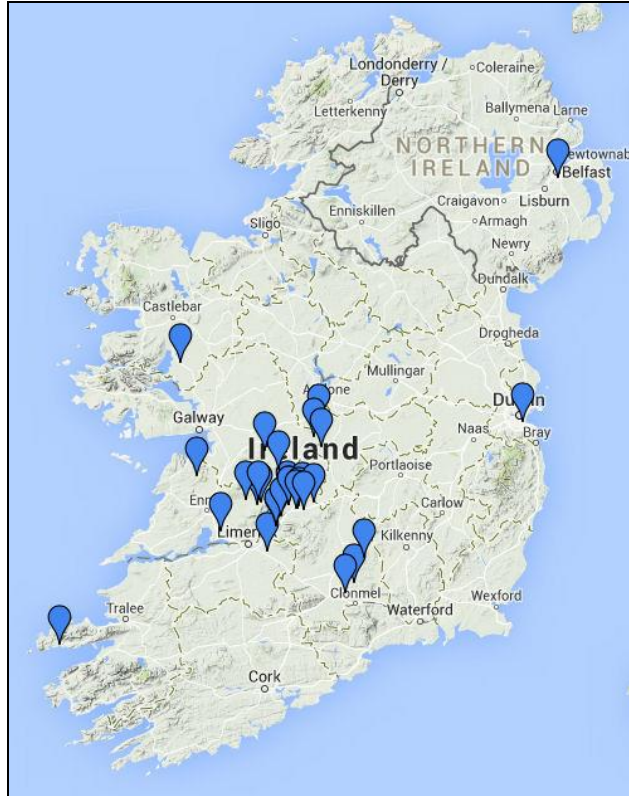 Londonderry /
Derry
Coleraine
Letterkenny
Ballymena
Larne
NORTHERN
IRELAND
Belfast
Lisburn
Craigavon
Enniskillen
Armagh
Sligo
Newry
Dundalk
Castlebar
Drogheda
Mullingar
Galway
Naas
Bray
Ireland
Portlaoise
Carlow
Kilkenny
Clonmel
Wexford
Waterford
Tralee
Cork